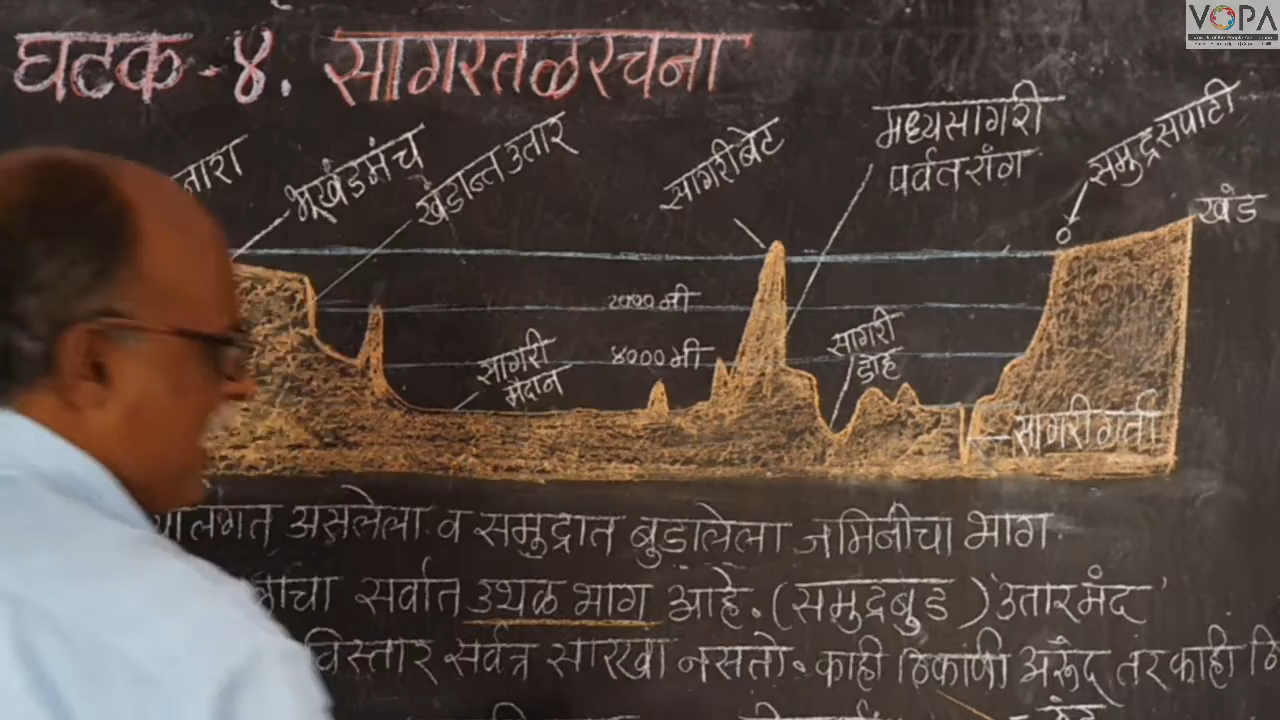 VOPA
घटक -४. सागरतळरचना
भूखंडमंच
खंडान्त उतार
सागरी बेट
मध्यसागरी
पर्वतरांग
समुद्रसपाटी
खंड
२००० मी
४००० मी
सागरी
मैदान
सागरी
डोह
सागरी गर्ता
असलेला व समुद्रात बुडालेला जमिनीचा भाग
सर्वात उथळ भाग आहे. (समुद्रबुड) 'उतारमंद'
विस्तार सर्वत्र सारखा नसतो. काही ठिकाणी अरूंद तर काही